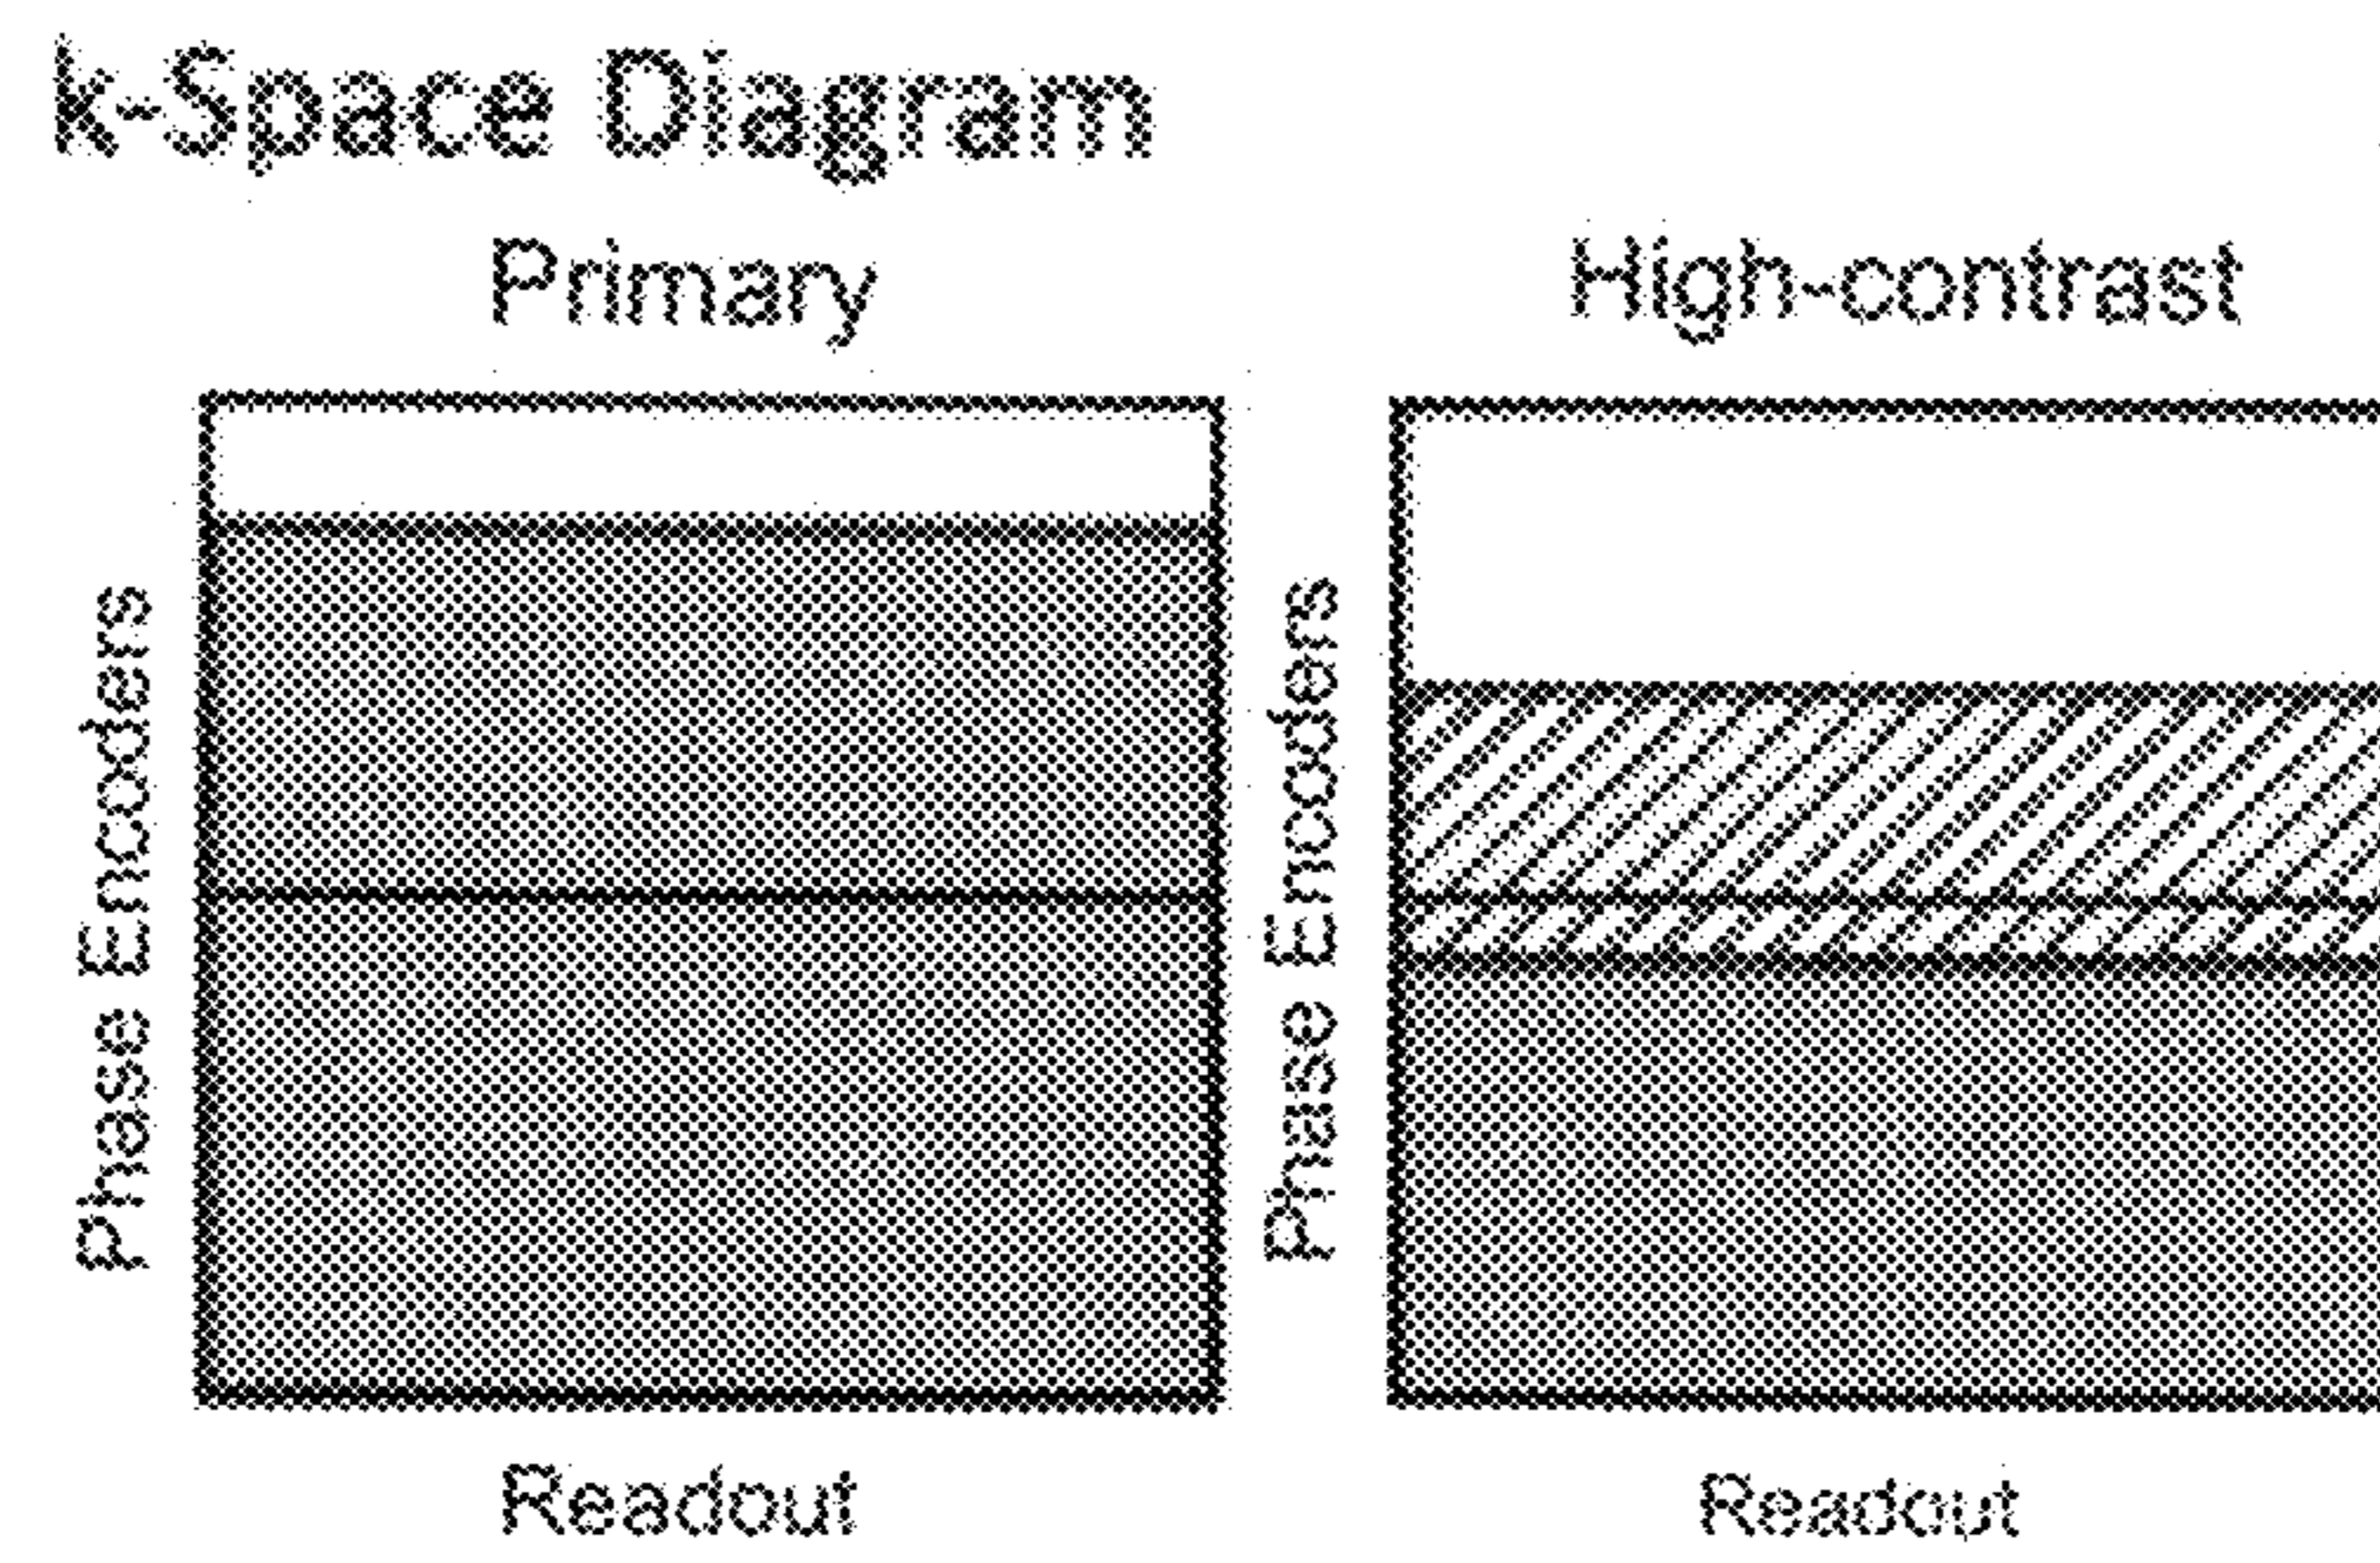 k-Space Diagram
Primary
High-contrast
Phase Encoders
Phase Encoders
Readout
Readout